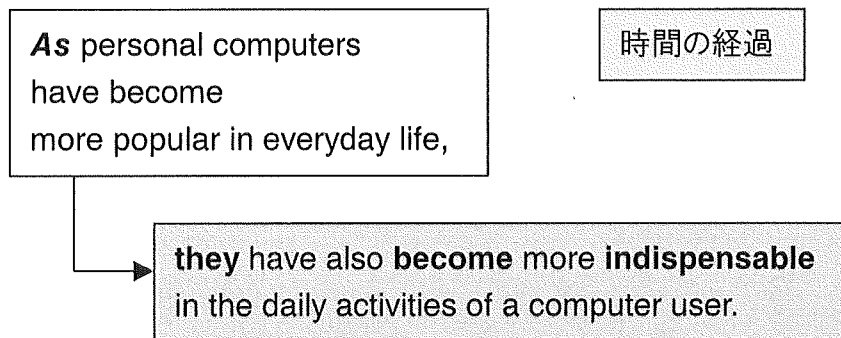 As personal computers
have become
more popular in everyday life,
時間の経過
they have also become more indispensable
in the daily activities of a computer user.